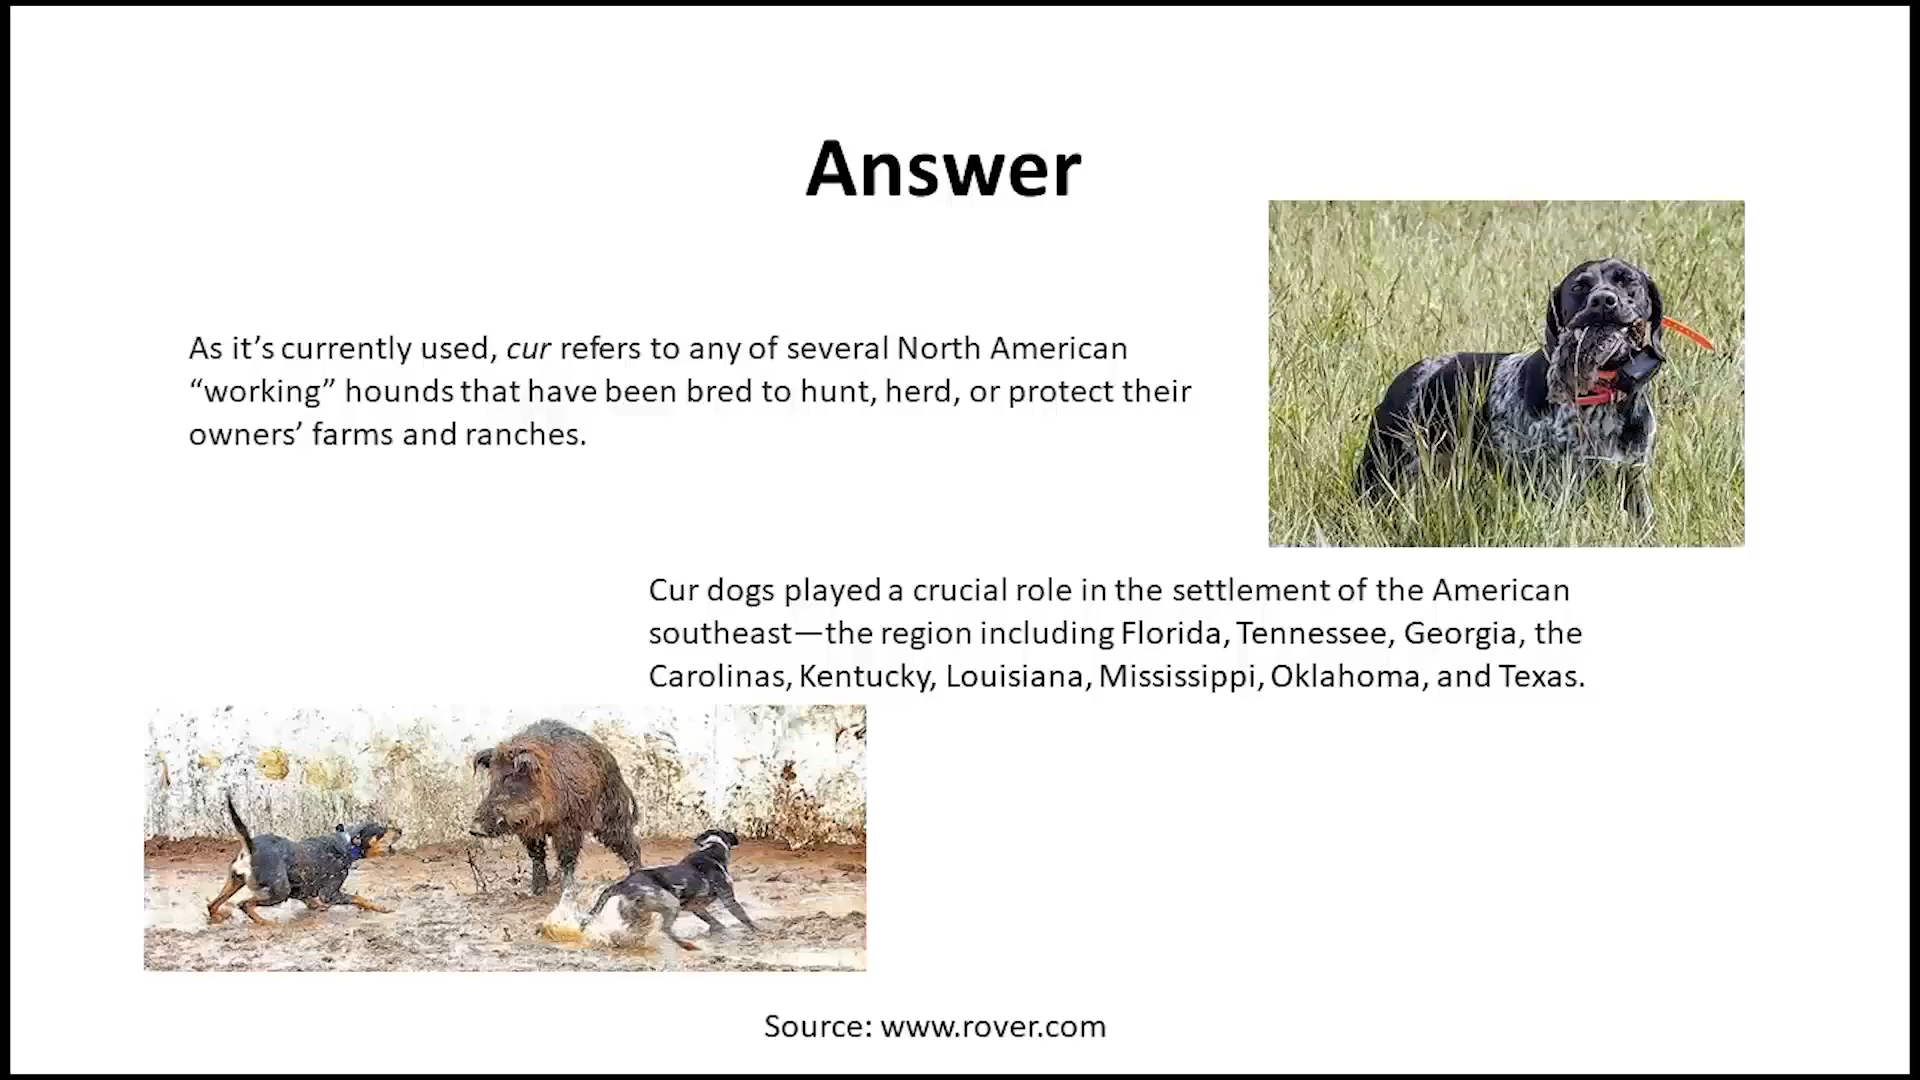 Answer
As it’s currently used, cur refers to any of several North American
“working” hounds that have been bred to hunt, herd, or protect their
owners’ farms and ranches.
Cur dogs played a crucial role in the settlement of the American
southeast—the region including Florida, Tennessee, Georgia, the
Carolinas, Kentucky, Louisiana, Mississippi, Oklahoma, and Texas.
Source: www.rover.com